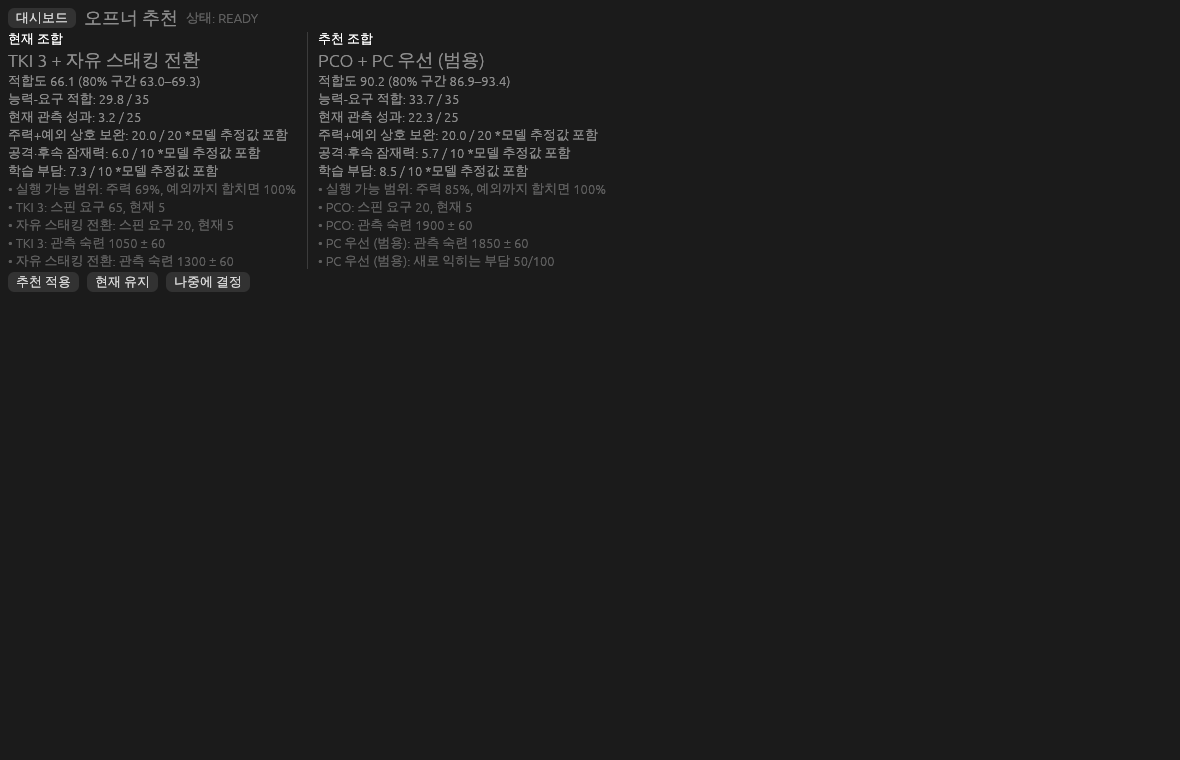 대시보드 오프너 추천 상태: READY
현재 조합
TKI 3 + 자유 스태킹 전환
적합도 66.1 (80% 구간 63.0–69.3)
능력-요구 적합: 29.8 / 35
현재 관측 성과: 3.2 / 25
주력+예외 상호 보완: 20.0 / 20 *모델 추정값 포함
공격·후속 잠재력: 6.0 / 10 *모델 추정값 포함
학습 부담: 7.3 / 10 *모델 추정값 포함
• 실행 가능 범위: 주력 69%, 예외까지 합치면 100%
• TKI 3: 스핀 요구 65, 현재 5
• 자유 스태킹 전환: 스핀 요구 20, 현재 5
• TKI 3: 관측 숙련 1050 ± 60
• 자유 스태킹 전환: 관측 숙련 1300 ± 60
추천 조합
PCO + PC 우선 (범용)
적합도 90.2 (80% 구간 86.9–93.4)
능력-요구 적합: 33.7 / 35
현재 관측 성과: 22.3 / 25
주력+예외 상호 보완: 20.0 / 20 *모델 추정값 포함
공격·후속 잠재력: 5.7 / 10 *모델 추정값 포함
학습 부담: 8.5 / 10 *모델 추정값 포함
• 실행 가능 범위: 주력 85%, 예외까지 합치면 100%
• PCO: 스핀 요구 20, 현재 5
• PCO: 관측 숙련 1900 ± 60
• PC 우선 (범용): 관측 숙련 1850 ± 60
• PC 우선 (범용): 새로 익히는 부담 50/100
추천 적용 현재 유지 나중에 결정